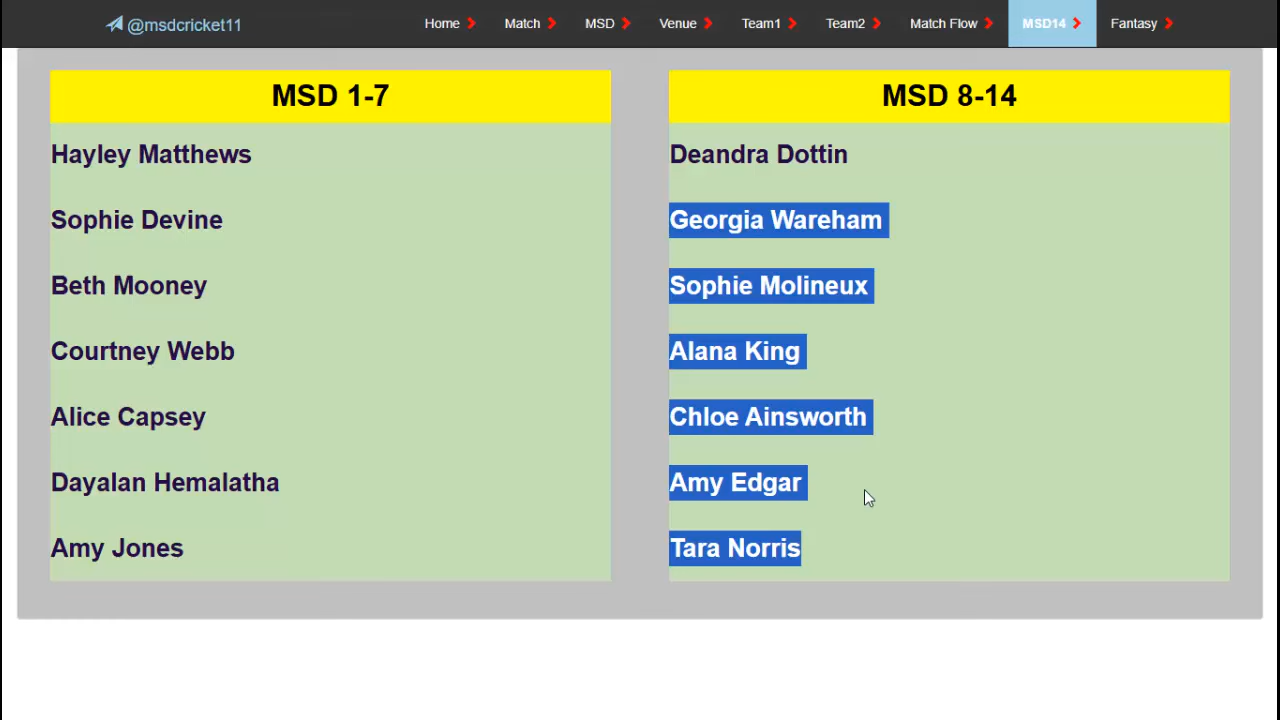 @msdcricket11
Home Match MSD Venue Team1 Team2 Match Flow MSD14 Fantasy
MSD 1-7
Hayley Matthews
Sophie Devine
Beth Mooney
Courtney Webb
Alice Capsey
Dayalan Hemalatha
Amy Jones
MSD 8-14
Deandra Dottin
Georgia Wareham
Sophie Molineux
Alana King
Chloe Ainsworth
Amy Edgar
Tara Norris